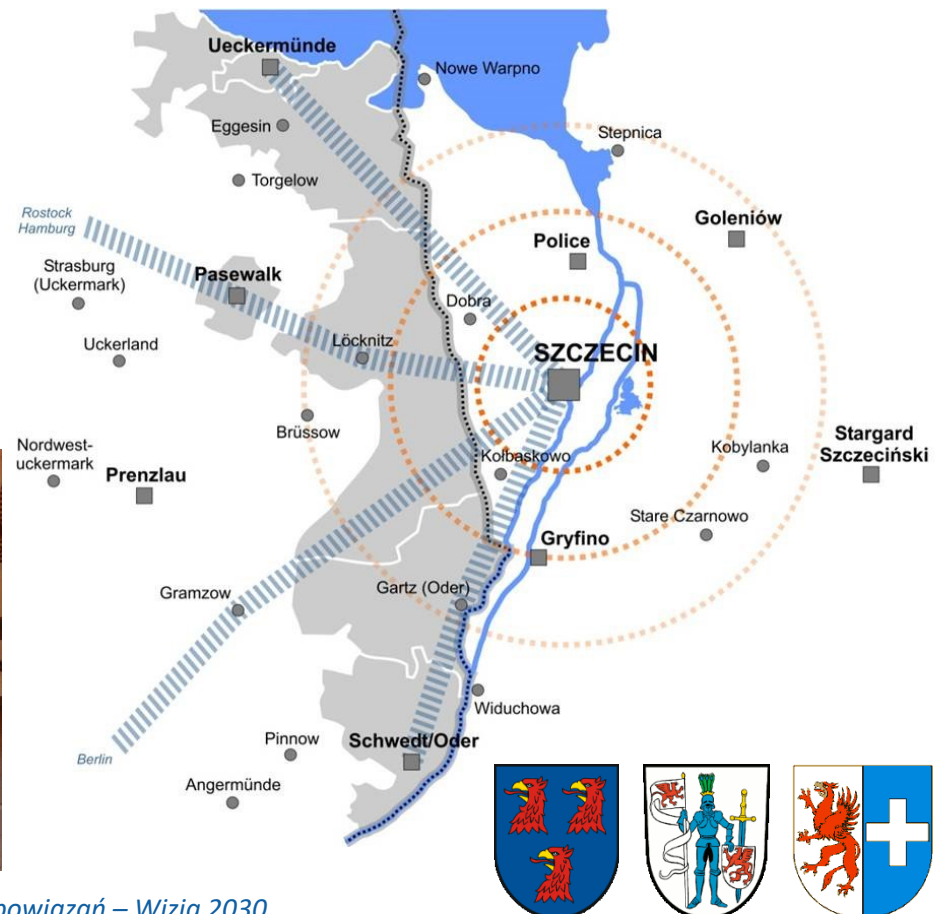 Ueckermünde
Nowe Warpno
Eggesin
Stepnica
Torgelow
Rostock
Hamburg
Goleniów
Police
Strasburg
(Uckermark)
Pasewalk
Dobra
Uckerland
Löcknitz
SZCZECIN
Brüssow
Nordwest-
uckermark
Prenzlau
Kołbaskowo
Kobylanka
Stargard
Szczeciński
Stare Czarnowo
Gryfino
Gramzow
Gartz (Oder)
Widuchowa
Berlin
Pinnow
Schwedt/Oder
Angermünde
powiązań – Wizja 2030